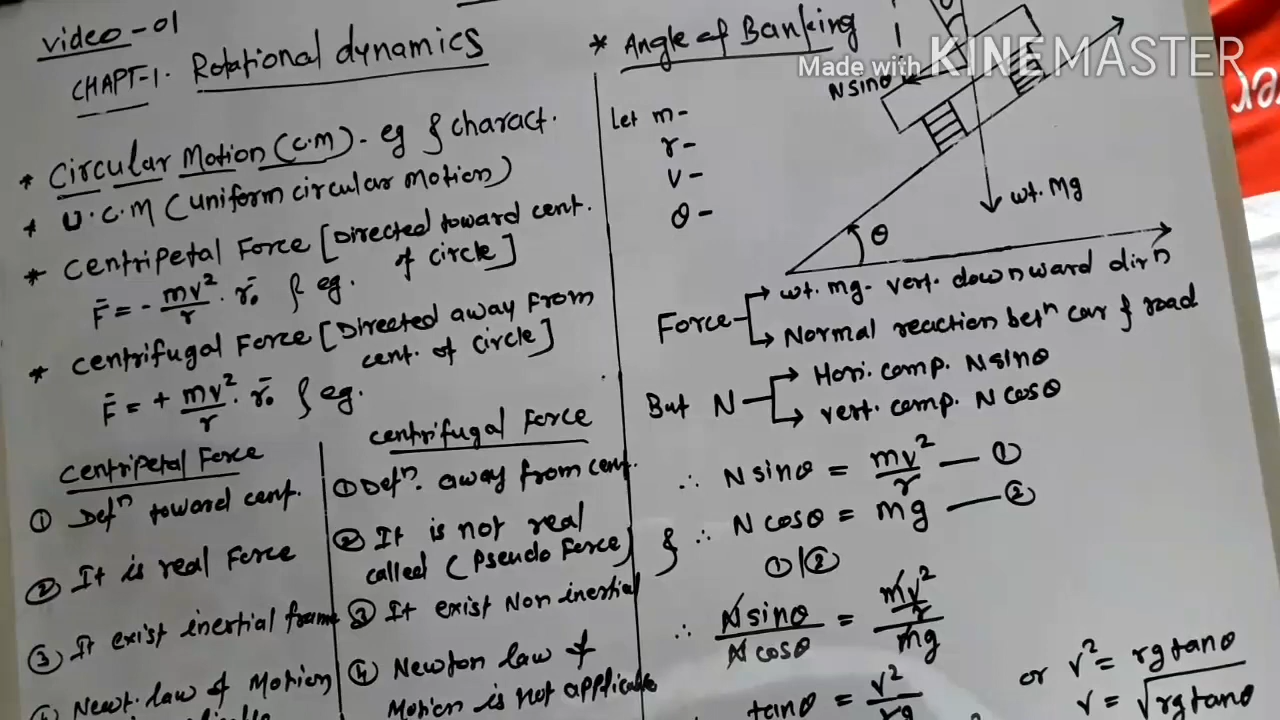 video-01
CHAPT-1. Rotational dynamics
* Circular Motion (C.M) - eg & charact.
* U.C.M (uniform circular motion)
* centripetal Force [Directed toward cent. of circle]
F̄ = - mv²/r . r̄₀ & eg.
* centrifugal Force [Directed away from cent. of circle]
F̄ = + mv²/r . r̄₀ & eg.
centripetal Force
① Defⁿ toward cent.
② It is real Force
③ It exist inertial frame
④ Newt. law of Motion
centrifugal Force
① Defⁿ. away from cent.
② It is not real
called (Pseudo Force)
③ It exist Non inertial
④ Newton law of
Motion is not applicable
* Angle of Banking
Made with KINEMASTER
N sinθ
wt. Mg
θ
Let m-
r-
v-
θ-
Force → wt. mg- vert. downward dirⁿ
→ Normal reaction betⁿ car & road
But N → Hori. comp. N sinθ
→ vert. comp. N cosθ
∴ N sinθ = mv²/r — ①
& ∴ N cosθ = mg — ②
①/②
∴ N sinθ / N cosθ = mv²/r / mg
tanθ = v²/rg
or v² = rg tanθ
v = √rg tanθ